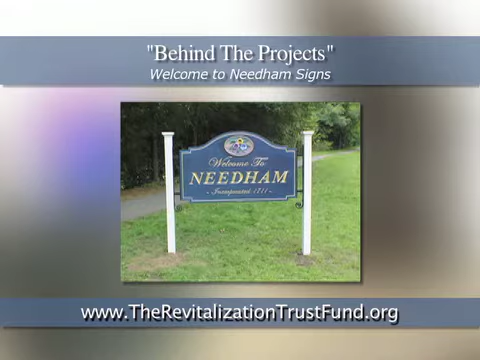 "Behind The Projects"
Welcome to Needham Signs
Welcome To
NEEDHAM
- Incorporated 1711 -
www.TheRevitalizationTrustFund.org